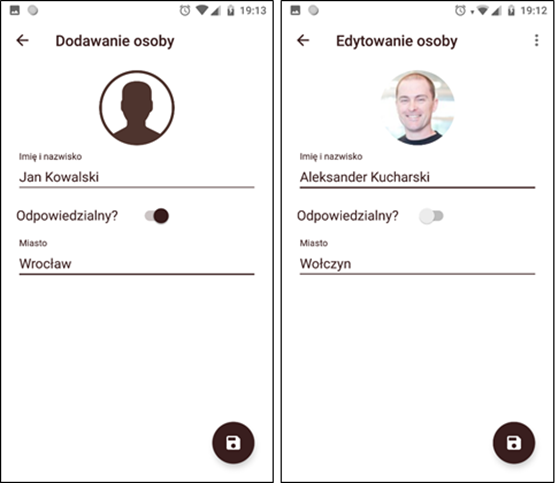 19:13
Dodawanie osoby
Imię i nazwisko
Jan Kowalski
Odpowiedzialny?
Miasto
Wrocław
19:12
Edytowanie osoby
Imię i nazwisko
Aleksander Kucharski
Odpowiedzialny?
Miasto
Wołczyn